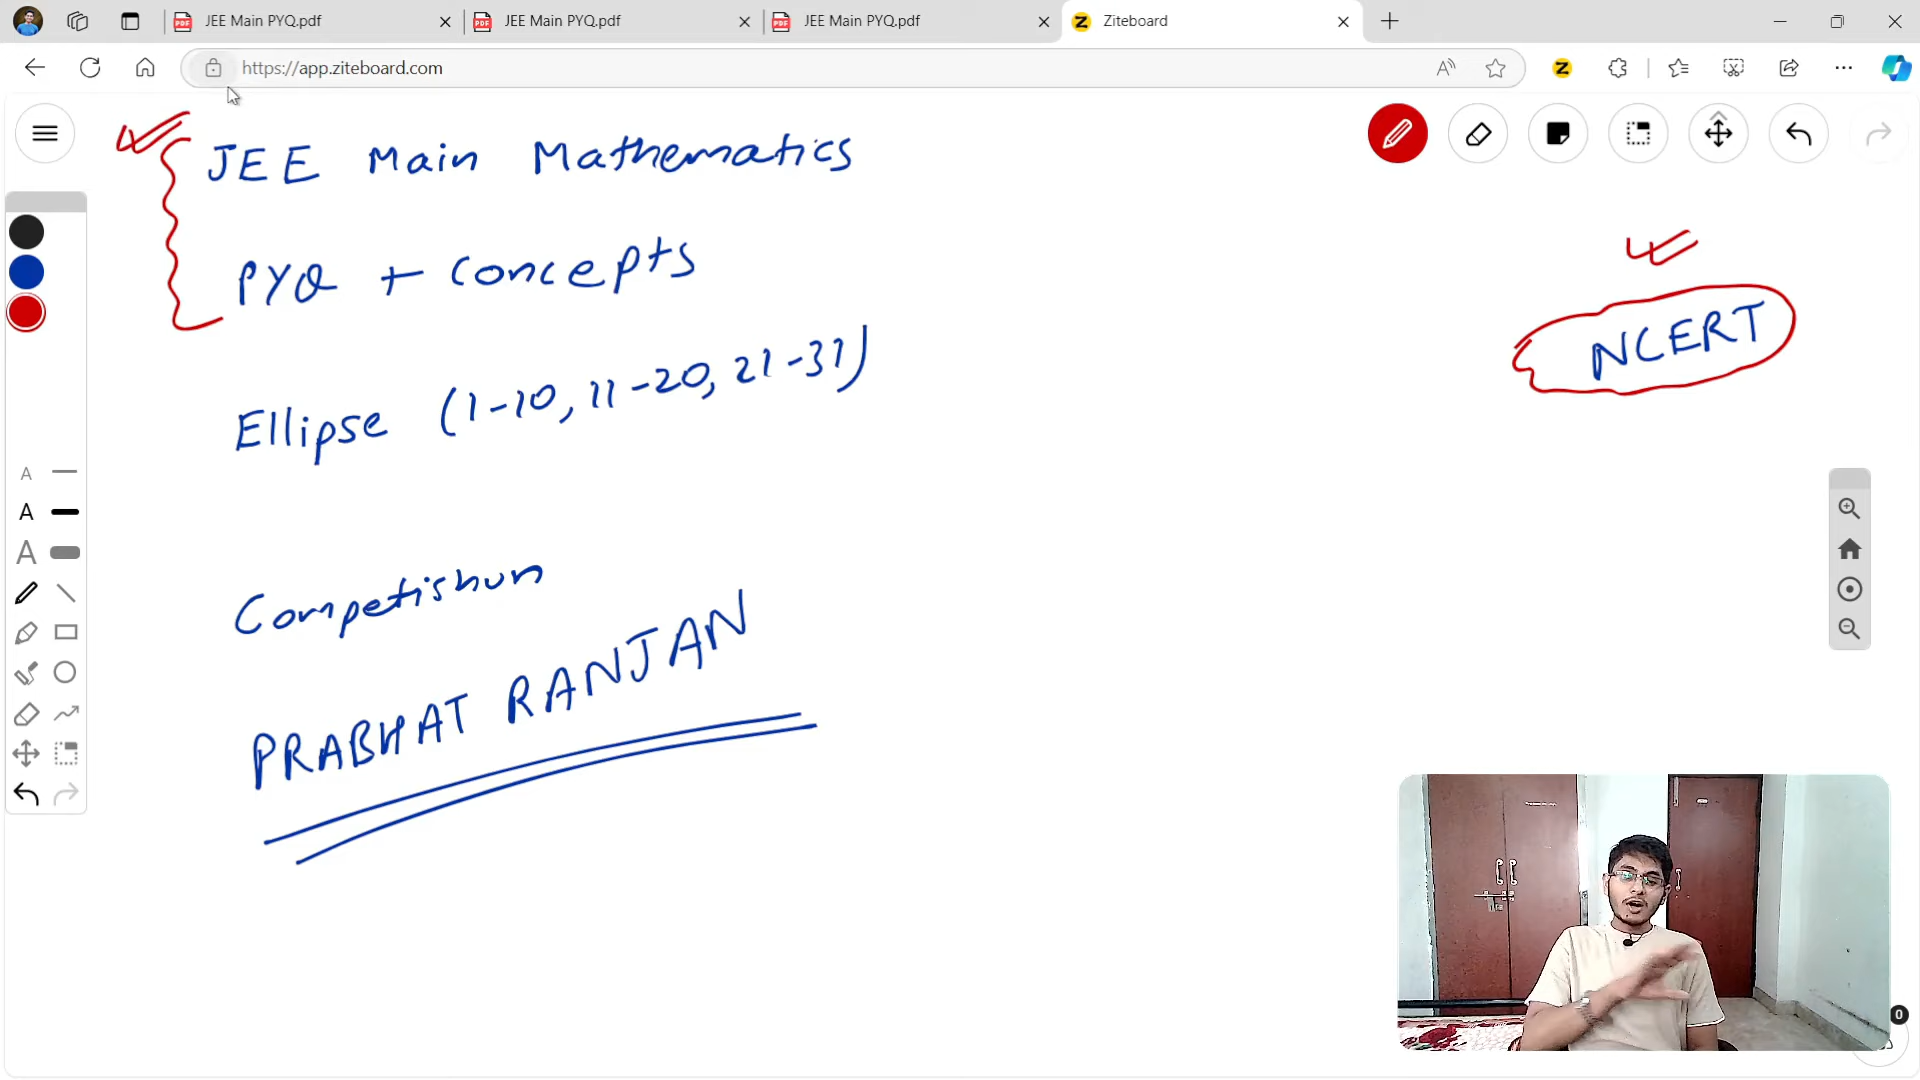 JEE Main PYQ.pdf
JEE Main PYQ.pdf
JEE Main PYQ.pdf
Ziteboard
https://app.ziteboard.com
JEE Main Mathematics
PYQ + Concepts
NCERT
Ellipse (1-10, 11-20, 21-31)
Competishun
PRABHAT RANJAN
A
A
A
0